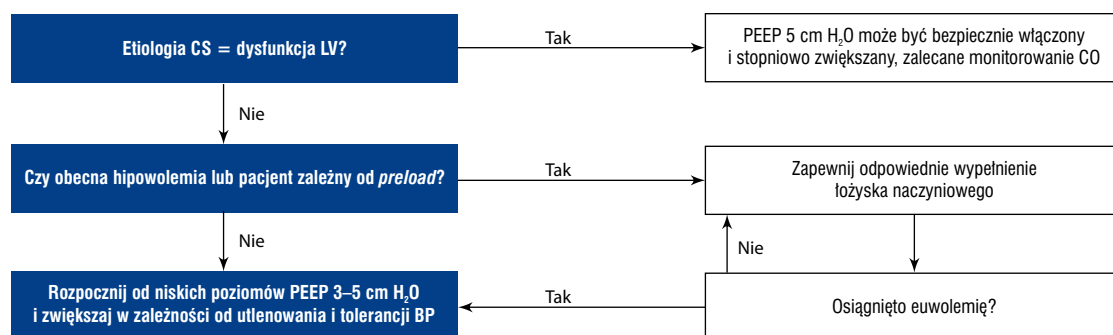 Etiologia CS = dysfunkcja LV?
Tak
PEEP 5 cm H₂O może być bezpiecznie włączony
i stopniowo zwiększany, zalecane monitorowanie CO
Nie
Czy obecna hipowolemia lub pacjent zależny od preload?
Tak
Zapewnij odpowiednie wypełnienie
łożyska naczyniowego
Nie
Nie
Rozpocznij od niskich poziomów PEEP 3–5 cm H₂O
i zwiększaj w zależności od utlenowania i tolerancji BP
Tak
Osiągnięto euwolemię?